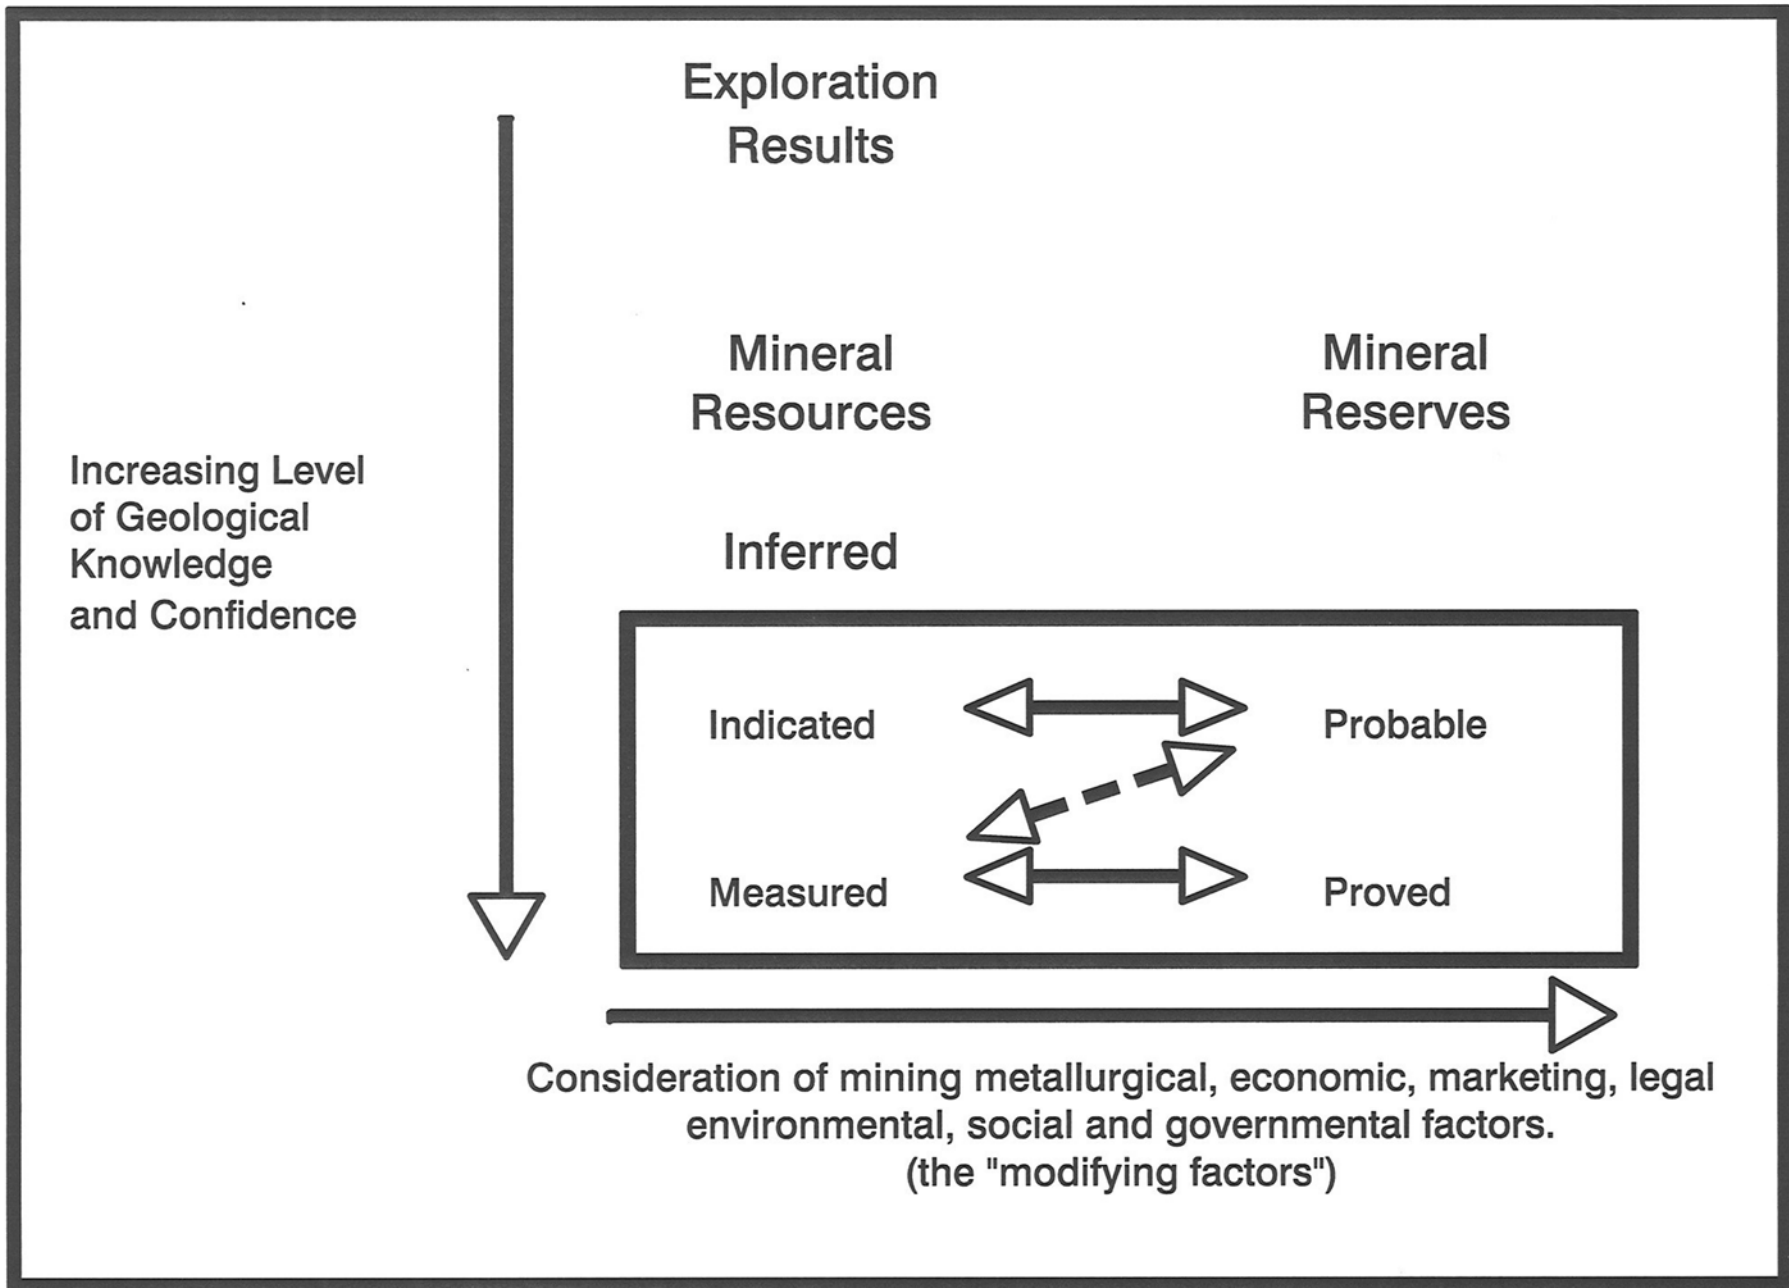 Exploration
Results
Mineral
Resources
Mineral
Reserves
Increasing Level
of Geological
Knowledge
and Confidence
Inferred
Indicated
Probable
Measured
Proved
Consideration of mining metallurgical, economic, marketing, legal
environmental, social and governmental factors.
(the "modifying factors")